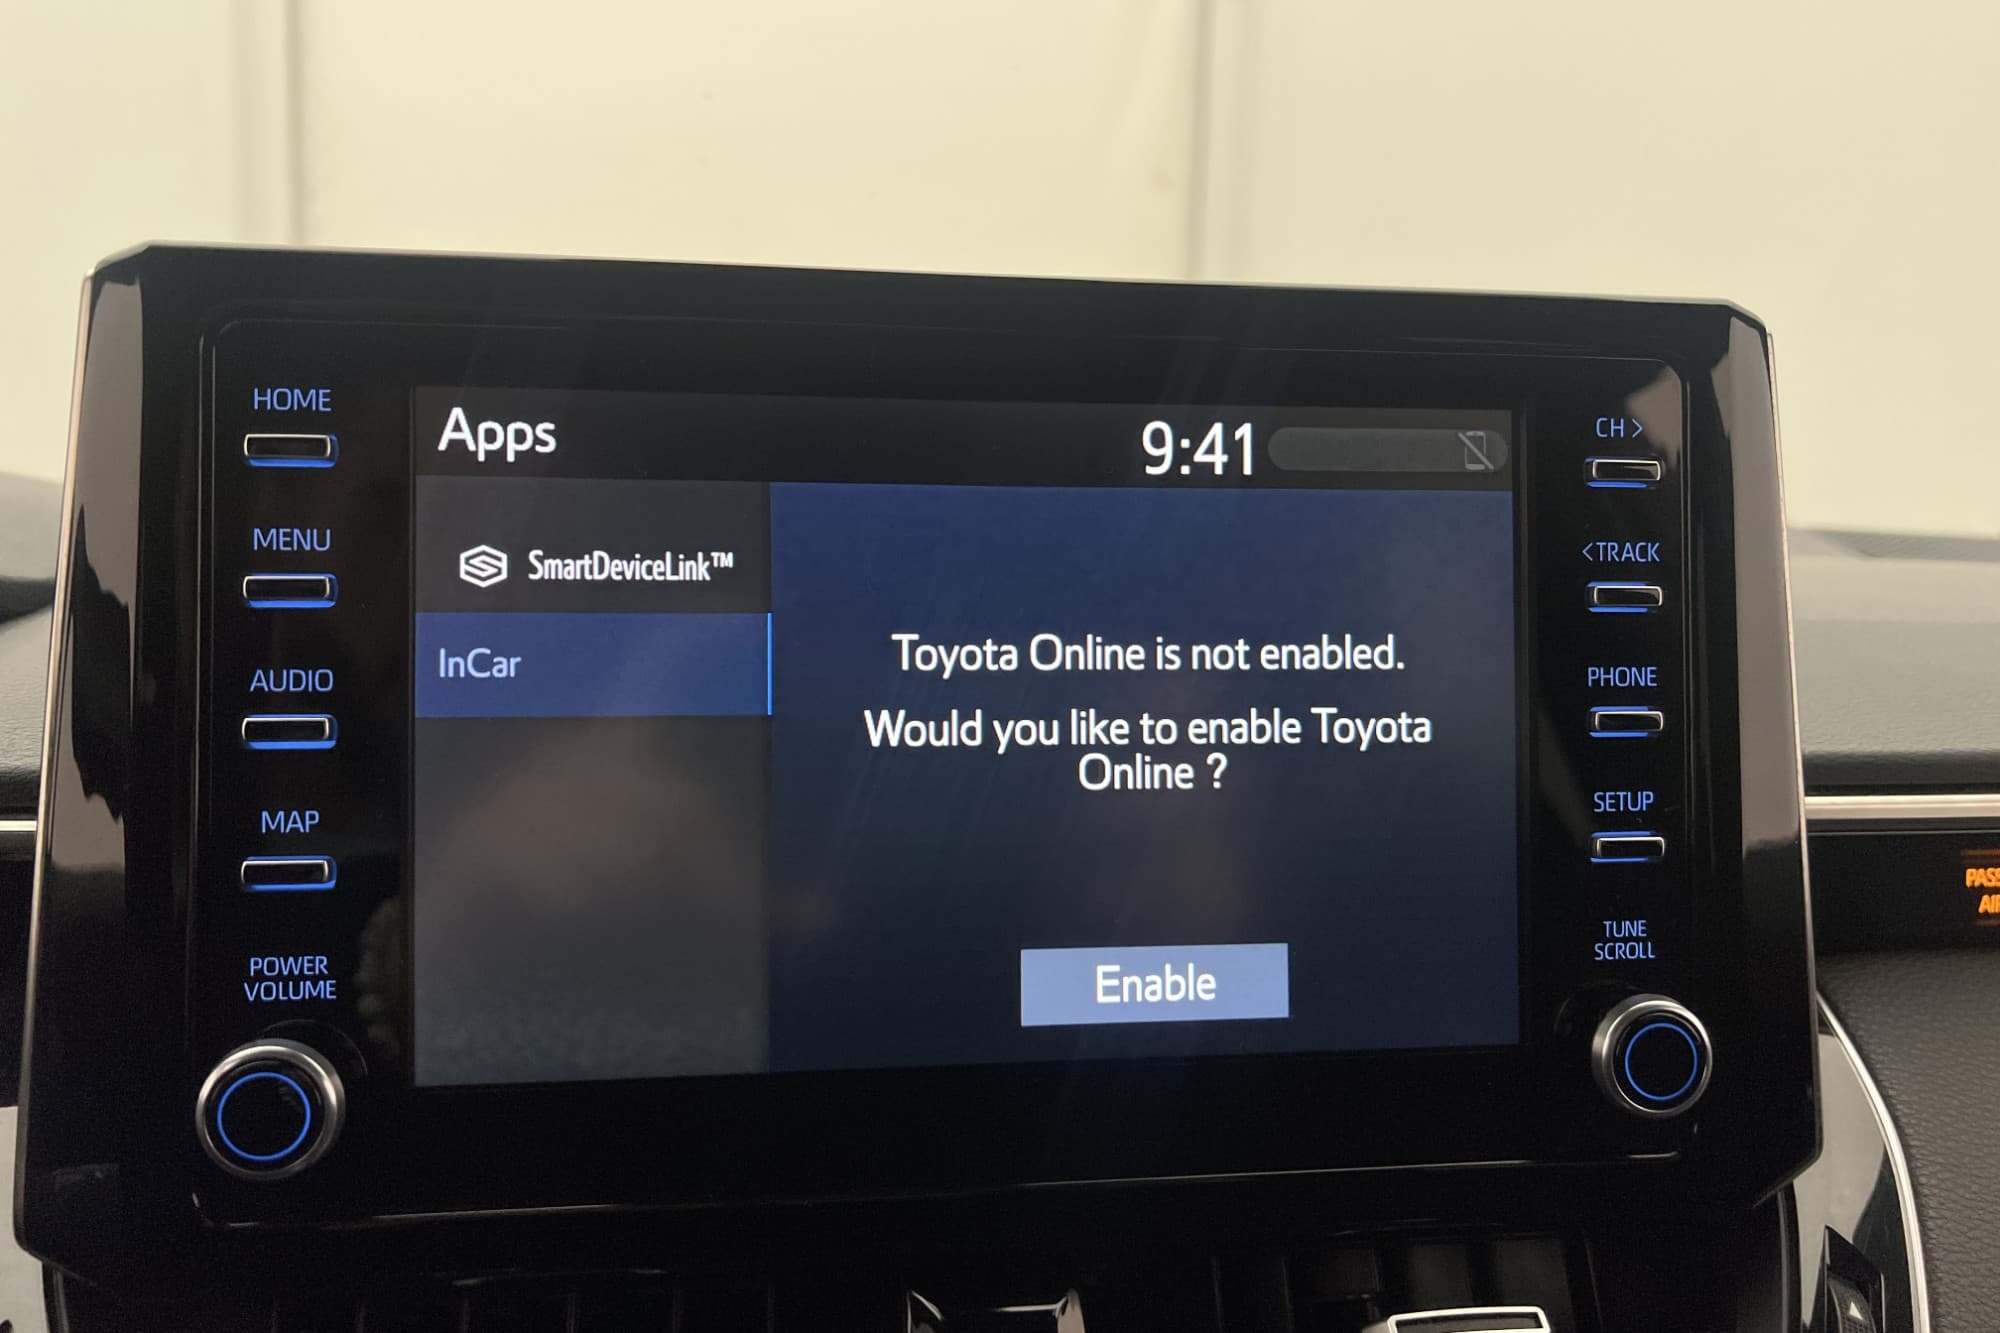 HOME
MENU
AUDIO
MAP
POWER
VOLUME
Apps
9:41
SmartDeviceLink™
InCar
Toyota Online is not enabled.
Would you like to enable Toyota
Online ?
Enable
CH >
<TRACK
PHONE
SETUP
TUNE
SCROLL